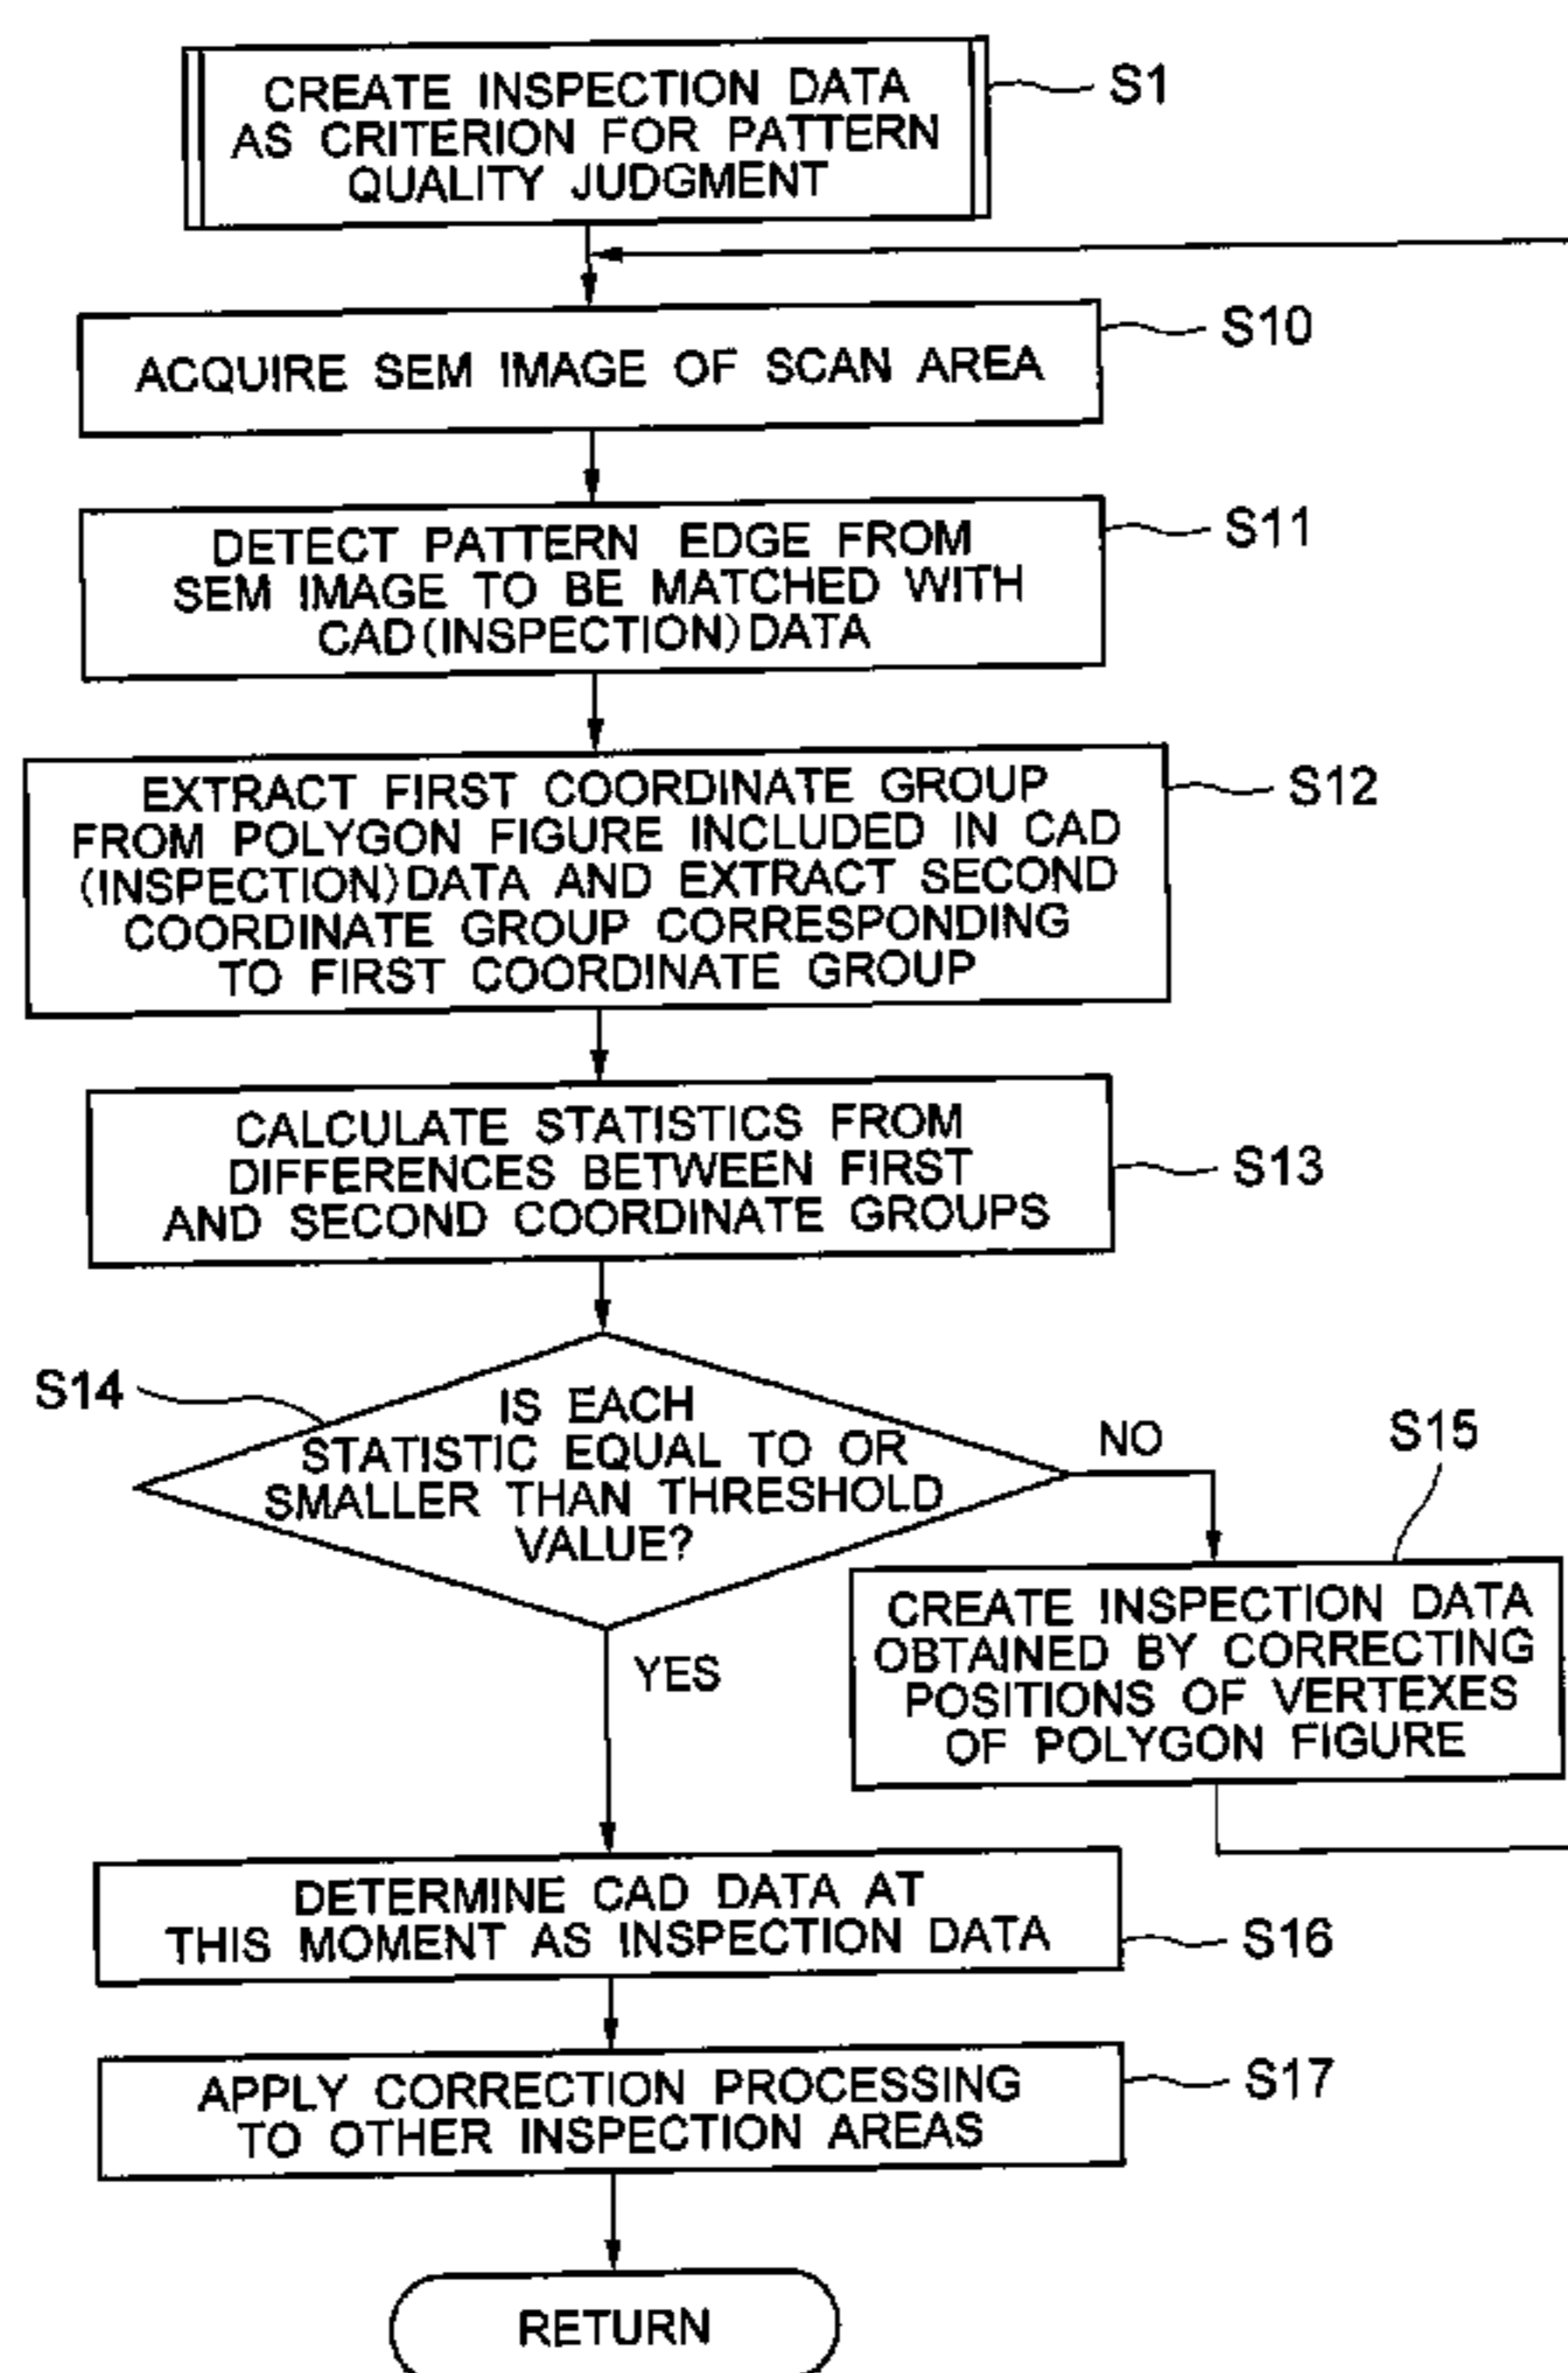 CREATE INSPECTION DATA
AS CRITERION FOR PATTERN
QUALITY JUDGMENT
S1
ACQUIRE SEM IMAGE OF SCAN AREA
S10
DETECT PATTERN EDGE FROM
SEM IMAGE TO BE MATCHED WITH
CAD(INSPECTION)DATA
S11
EXTRACT FIRST COORDINATE GROUP
FROM POLYGON FIGURE INCLUDED IN CAD
(INSPECTION)DATA AND EXTRACT SECOND
COORDINATE GROUP CORRESPONDING
TO FIRST COORDINATE GROUP
S12
CALCULATE STATISTICS FROM
DIFFERENCES BETWEEN FIRST
AND SECOND COORDINATE GROUPS
S13
S14
IS EACH
STATISTIC EQUAL TO OR
SMALLER THAN THRESHOLD
VALUE?
NO
YES
S15
CREATE INSPECTION DATA
OBTAINED BY CORRECTING
POSITIONS OF VERTEXES
OF POLYGON FIGURE
DETERMINE CAD DATA AT
THIS MOMENT AS INSPECTION DATA
S16
APPLY CORRECTION PROCESSING
TO OTHER INSPECTION AREAS
S17
RETURN